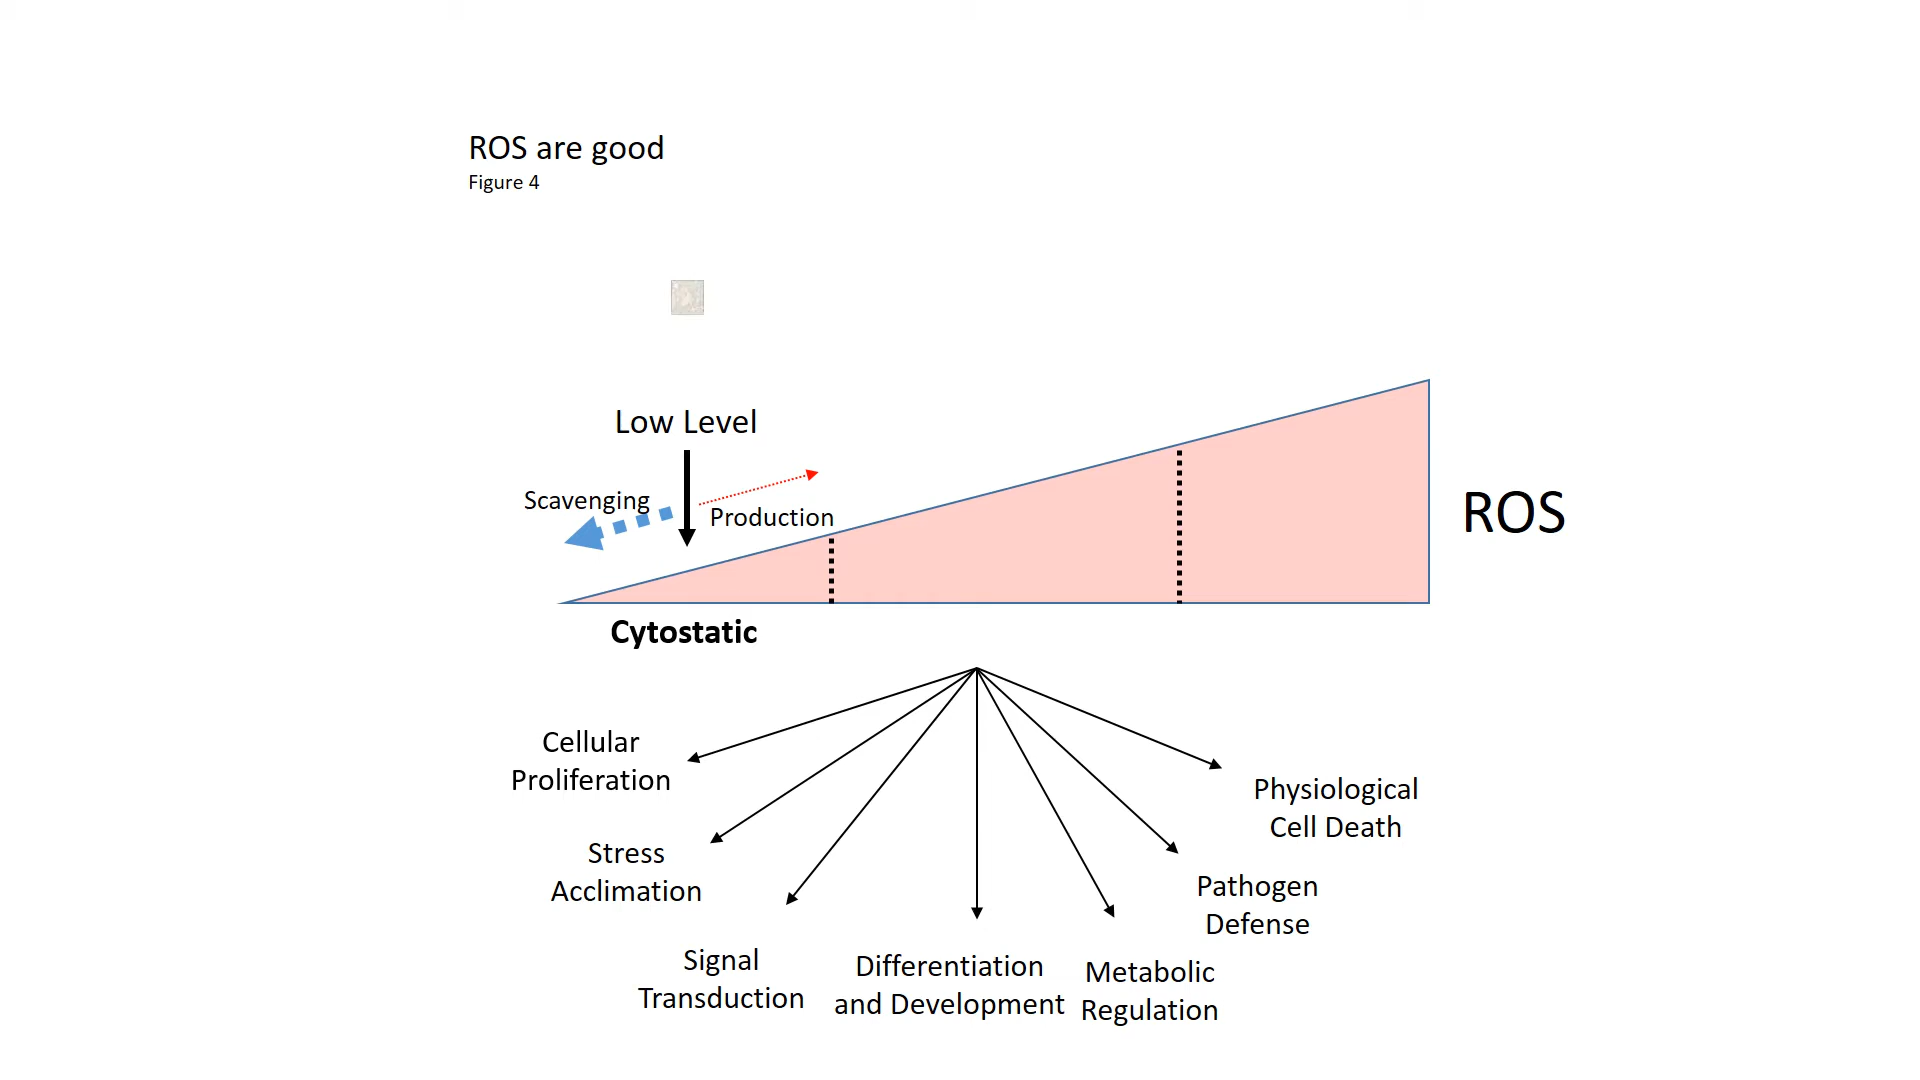 ROS are good
Figure 4
Low Level
Scavenging
Production
ROS
Cytostatic
Cellular
Proliferation
Stress
Acclimation
Signal
Transduction
Differentiation
and Development
Metabolic
Regulation
Pathogen
Defense
Physiological
Cell Death